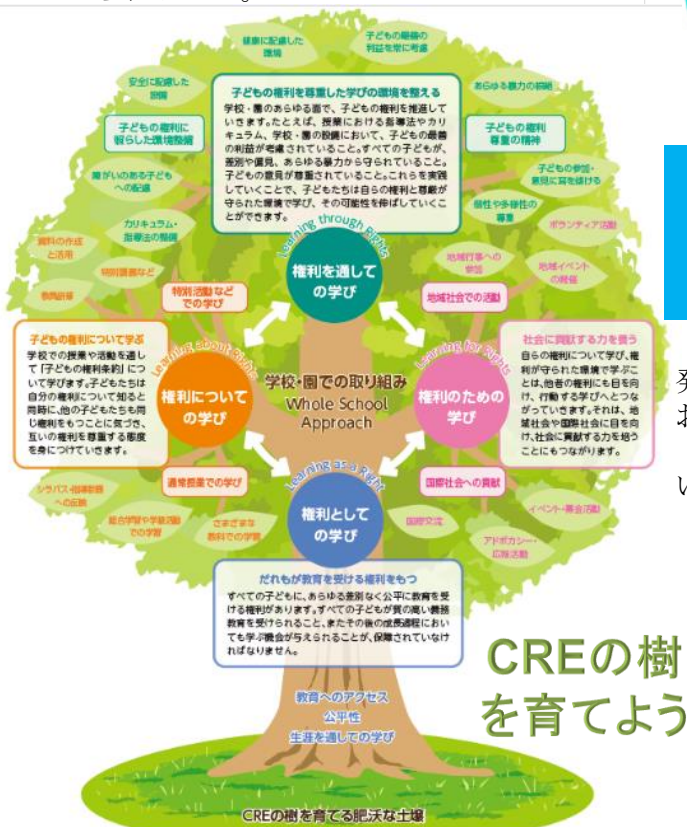 健康に配慮した
環境
子どもの最善の
利益を常に考慮
安全に配慮した
設備
あらゆる暴力の根絶
子どもの権利を尊重した学びの環境を整える
学校・園のあらゆる面で、子どもの権利を推進して
いきます。たとえば、授業における指導法やカリ
キュラム、学校・園の設備において、子どもの最善
の利益が考慮されていること。すべての子どもが、
差別や偏見、あらゆる暴力から守られていること。
子どもの意見が尊重されていること。これらを実践
していくことで、子どもたちは自らの権利と尊厳が
守られた環境で学び、その可能性を伸ばしていくこ
とができます。
子どもの権利に
照らした環境整備
子どもの権利
尊重の精神
障がいのある子ども
への配慮
子どもの参加・
意見に耳を傾ける
カリキュラム・
指導法の整備
個性や多様性の
尊重
Learning through Rights
権利を通して
の学び
資料の作成
と活用
特別講義など
教員研修
特別活動など
での学び
ボランティア活動
地域行事への
参加
地域イベント
の開催
地域社会での活動
子どもの権利について学ぶ
学校での授業や活動を通し
て「子どもの権利条約」につ
いて学びます。子どもたちは
自分の権利について知ると
同時に、他の子どもたちも同
じ権利をもつことに気づき、
互いの権利を尊重する態度
を身につけていきます。
Learning about Rights
権利について
の学び
学校・園での取り組み
Whole School
Approach
Learning for Rights
権利のための
学び
社会に貢献する力を養う
自らの権利について学び、権
利が守られた環境で学ぶこ
とは、他者の権利にも目を向
け、行動する学びへとつな
がっていきます。それは、地
域社会や国際社会に目を向
け、社会に貢献する力を培う
ことにもつながります。
通常授業での学び
シラバス・指導計画
への記載
総合学習や学級活動
での学習
さまざまな
教科での学習
国際社会への貢献
国際交流
イベント・募金活動
アドボカシー・
広報活動
Learning as a Right
権利として
の学び
だれもが教育を受ける権利をもつ
すべての子どもに、あらゆる差別なく公平に教育を受
ける権利があります。すべての子どもが質の高い義務
教育を受けられること、またその後の成長過程におい
ても学ぶ機会が与えられることが、保障されていなけ
ればなりません。
教育へのアクセス
公平性
生涯を通しての学び
CREの樹を育てる肥沃な土壌
CREの樹
を育てよう